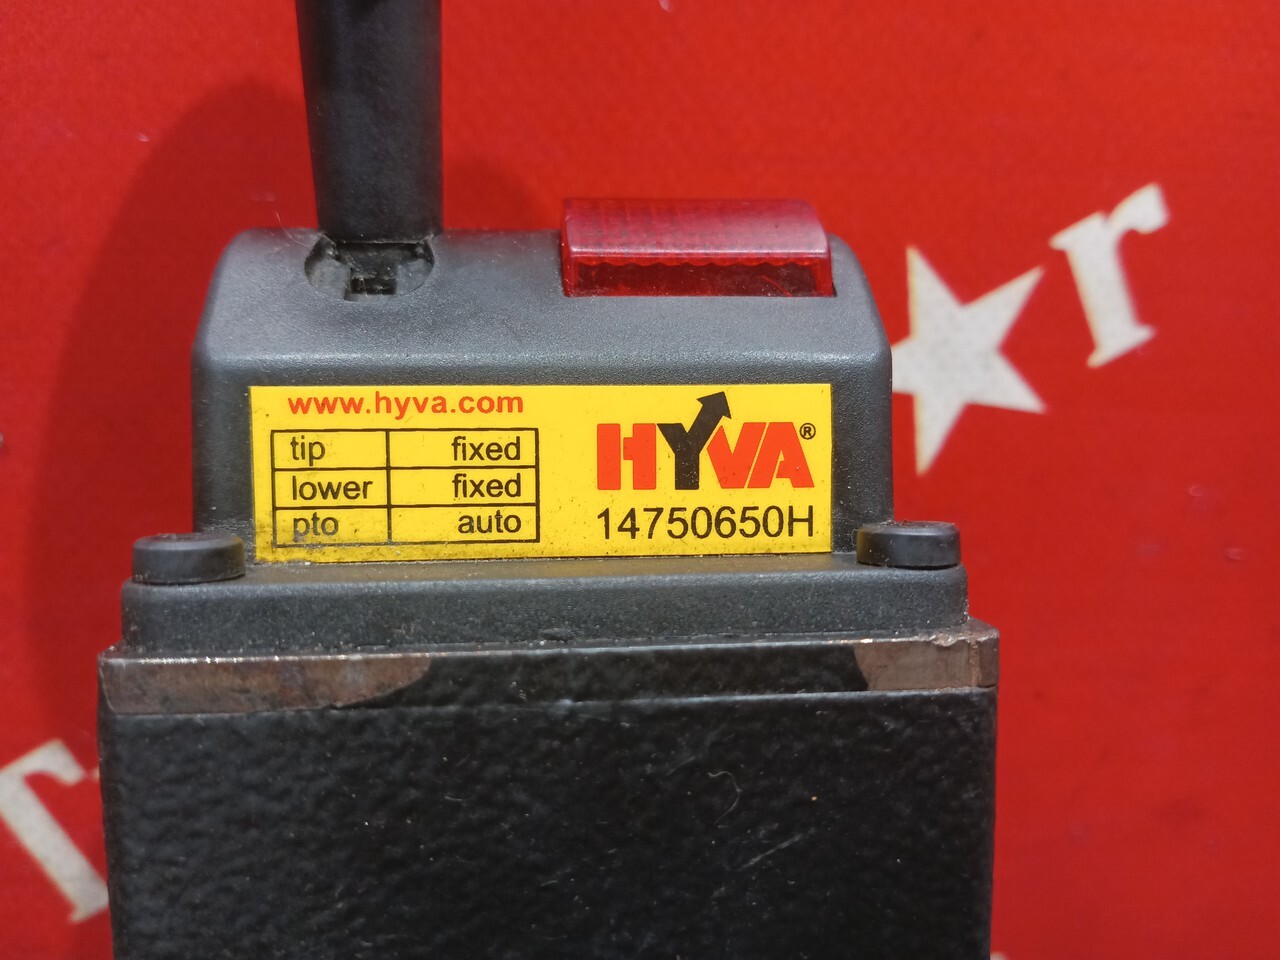 www.hyva.com
tip fixed
lower fixed
pto auto
HYVA®
14750650H
r
r